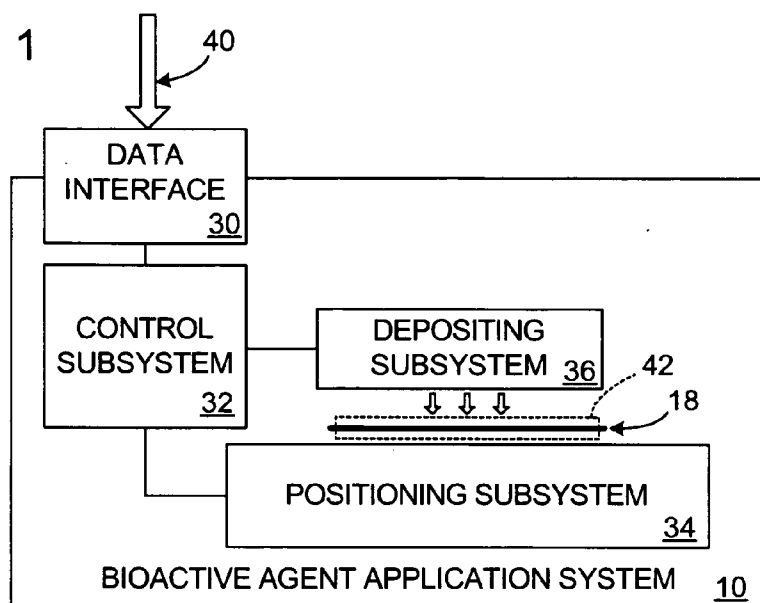 1
40
DATA
INTERFACE
30
CONTROL
SUBSYSTEM
32
DEPOSITING
SUBSYSTEM
36
42
18
POSITIONING SUBSYSTEM
34
BIOACTIVE AGENT APPLICATION SYSTEM 10